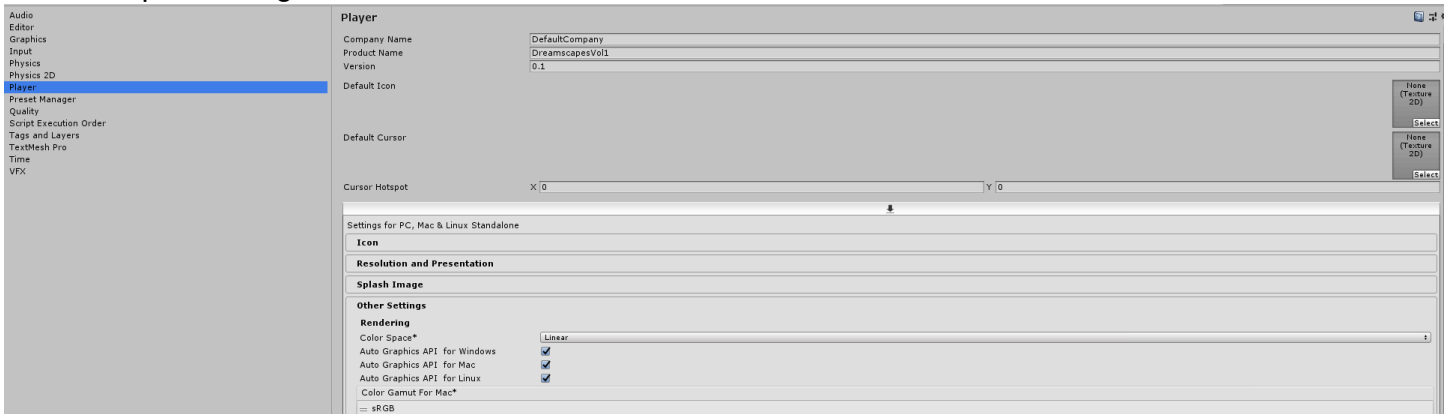 Audio
Editor
Graphics
Input
Physics
Physics 2D
Player
Preset Manager
Quality
Script Execution Order
Tags and Layers
TextMesh Pro
Time
VFX
Player
Company Name DefaultCompany
Product Name DreamscapesVol1
Version 0.1
Default Icon
None
(Texture
2D)
Select
Default Cursor
None
(Texture
2D)
Select
Cursor Hotspot X 0 Y 0
Settings for PC, Mac & Linux Standalone
Icon
Resolution and Presentation
Splash Image
Other Settings
Rendering
Color Space* Linear
Auto Graphics API for Windows
Auto Graphics API for Mac
Auto Graphics API for Linux
Color Gamut For Mac*
= sRGB